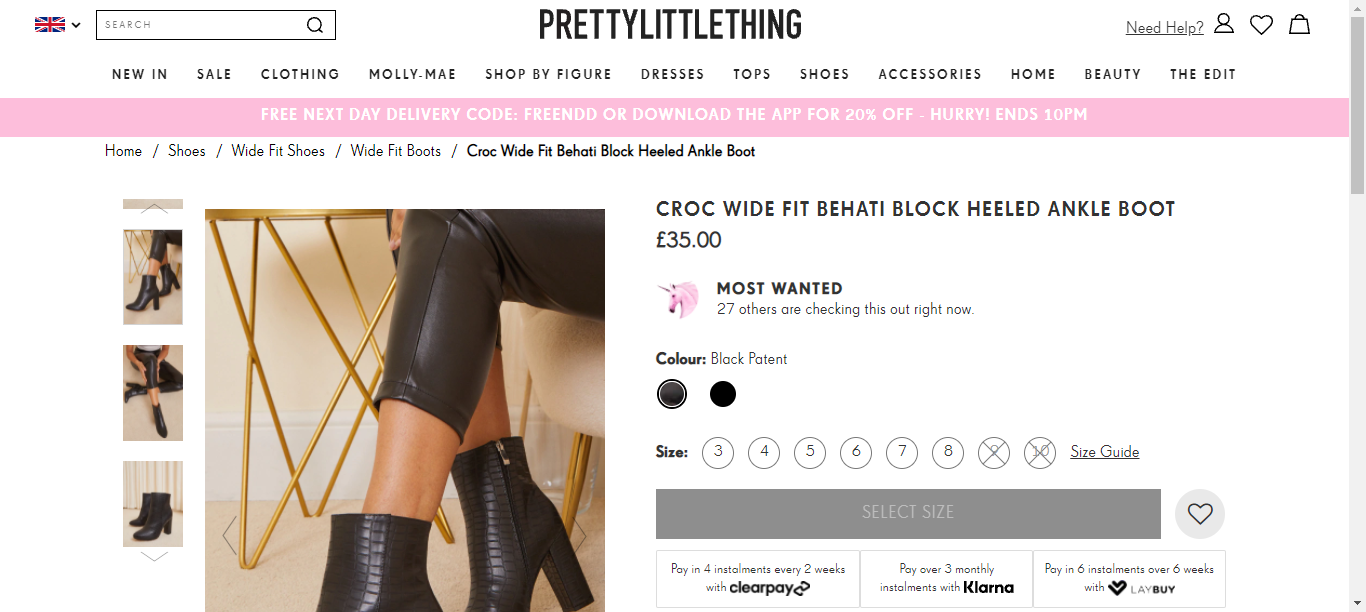 SEARCH
PRETTYLITTLETHING
Need Help?
NEW IN SALE CLOTHING MOLLY-MAE SHOP BY FIGURE DRESSES TOPS SHOES ACCESSORIES HOME BEAUTY THE EDIT
FREE NEXT DAY DELIVERY CODE: FREENDD OR DOWNLOAD THE APP FOR 20% OFF - HURRY! ENDS 10PM
Home / Shoes / Wide Fit Shoes / Wide Fit Boots / Croc Wide Fit Behati Block Heeled Ankle Boot
CROC WIDE FIT BEHATI BLOCK HEELED ANKLE BOOT
£35.00
MOST WANTED
27 others are checking this out right now.
Colour: Black Patent
Size: 3 4 5 6 7 8 9 10 Size Guide
SELECT SIZE
Pay in 4 instalments every 2 weeks
with clearpay
Pay over 3 monthly
instalments with Klarna
Pay in 6 instalments over 6 weeks
with LAYBUY